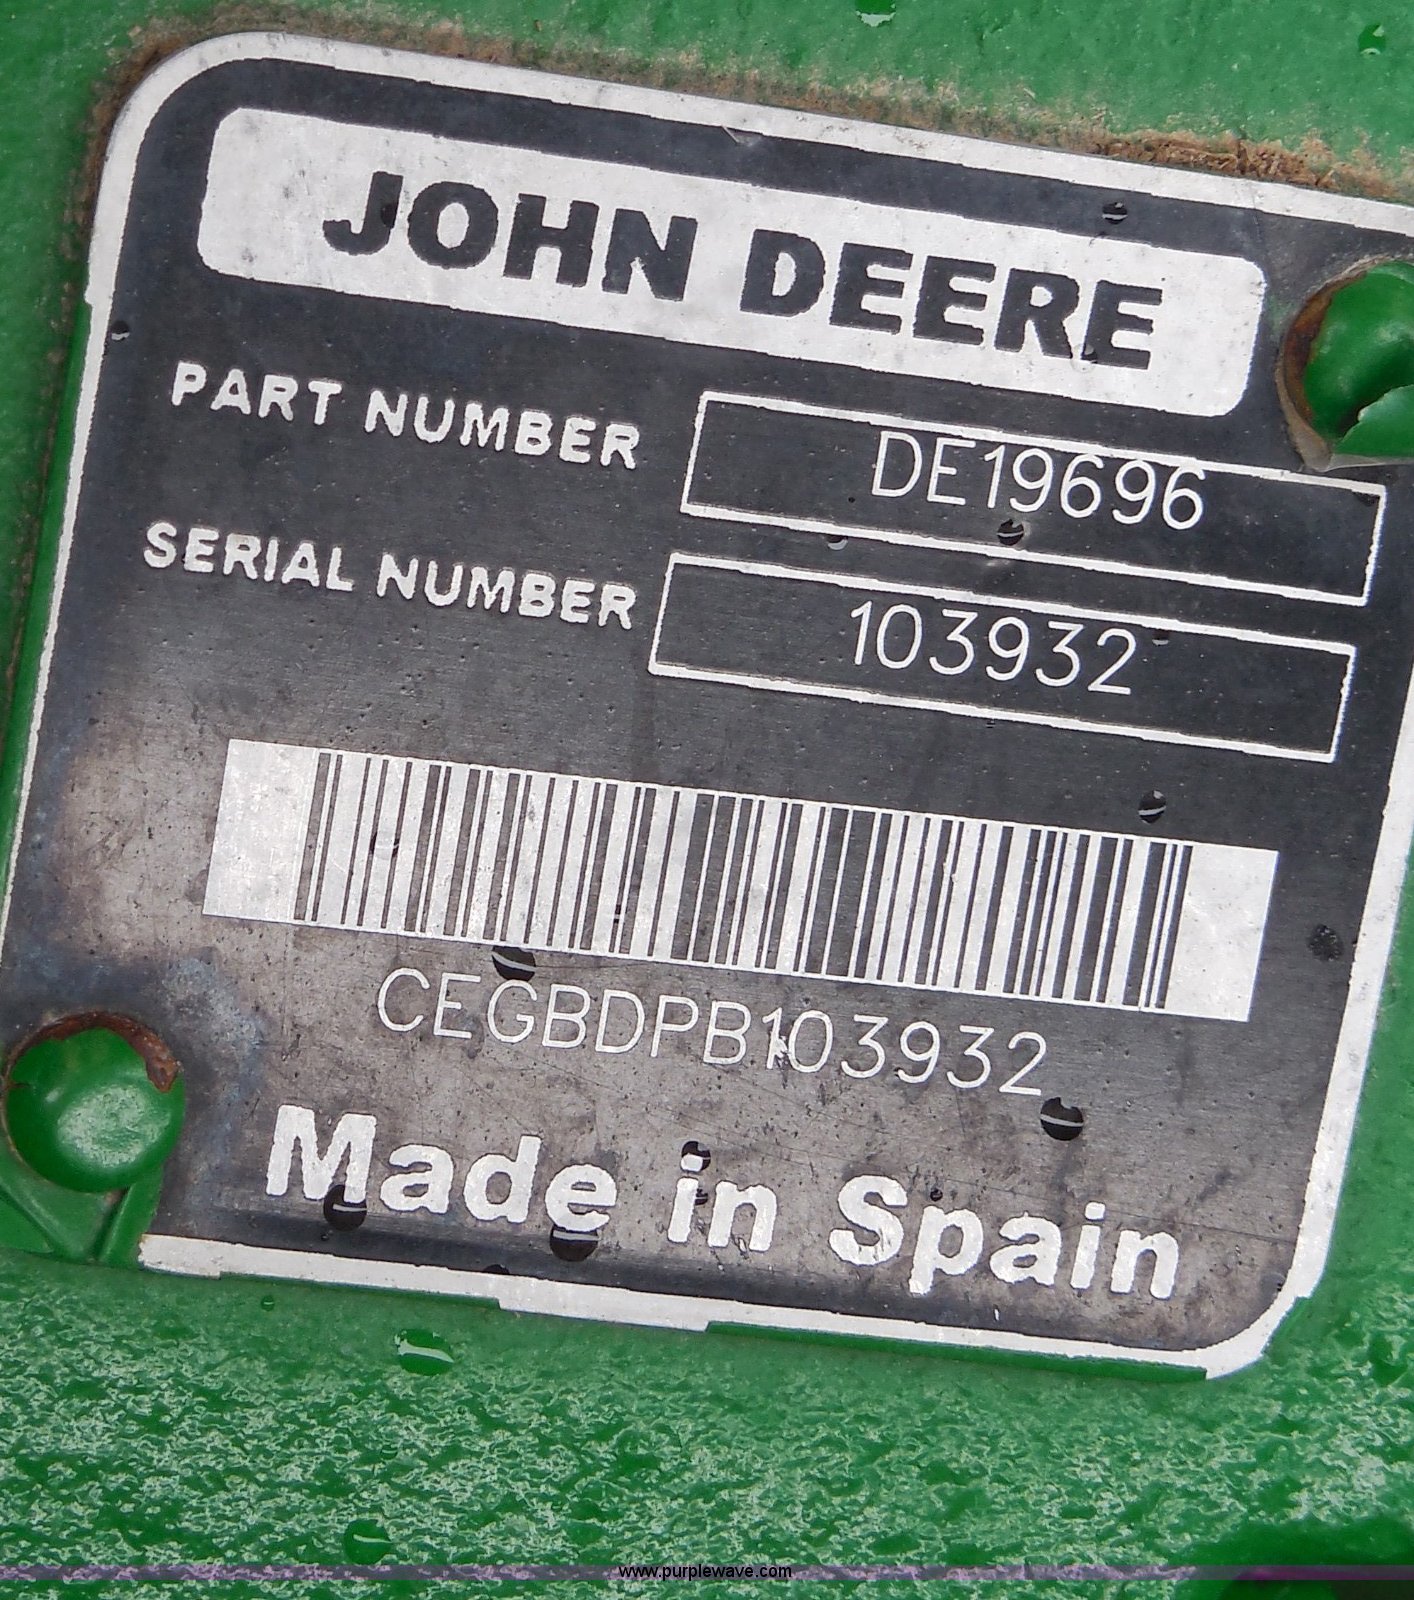 JOHN DEERE
PART NUMBER DE19696
SERIAL NUMBER 103932
CEGBDPB103932
Made in Spain
www.purplewave.com